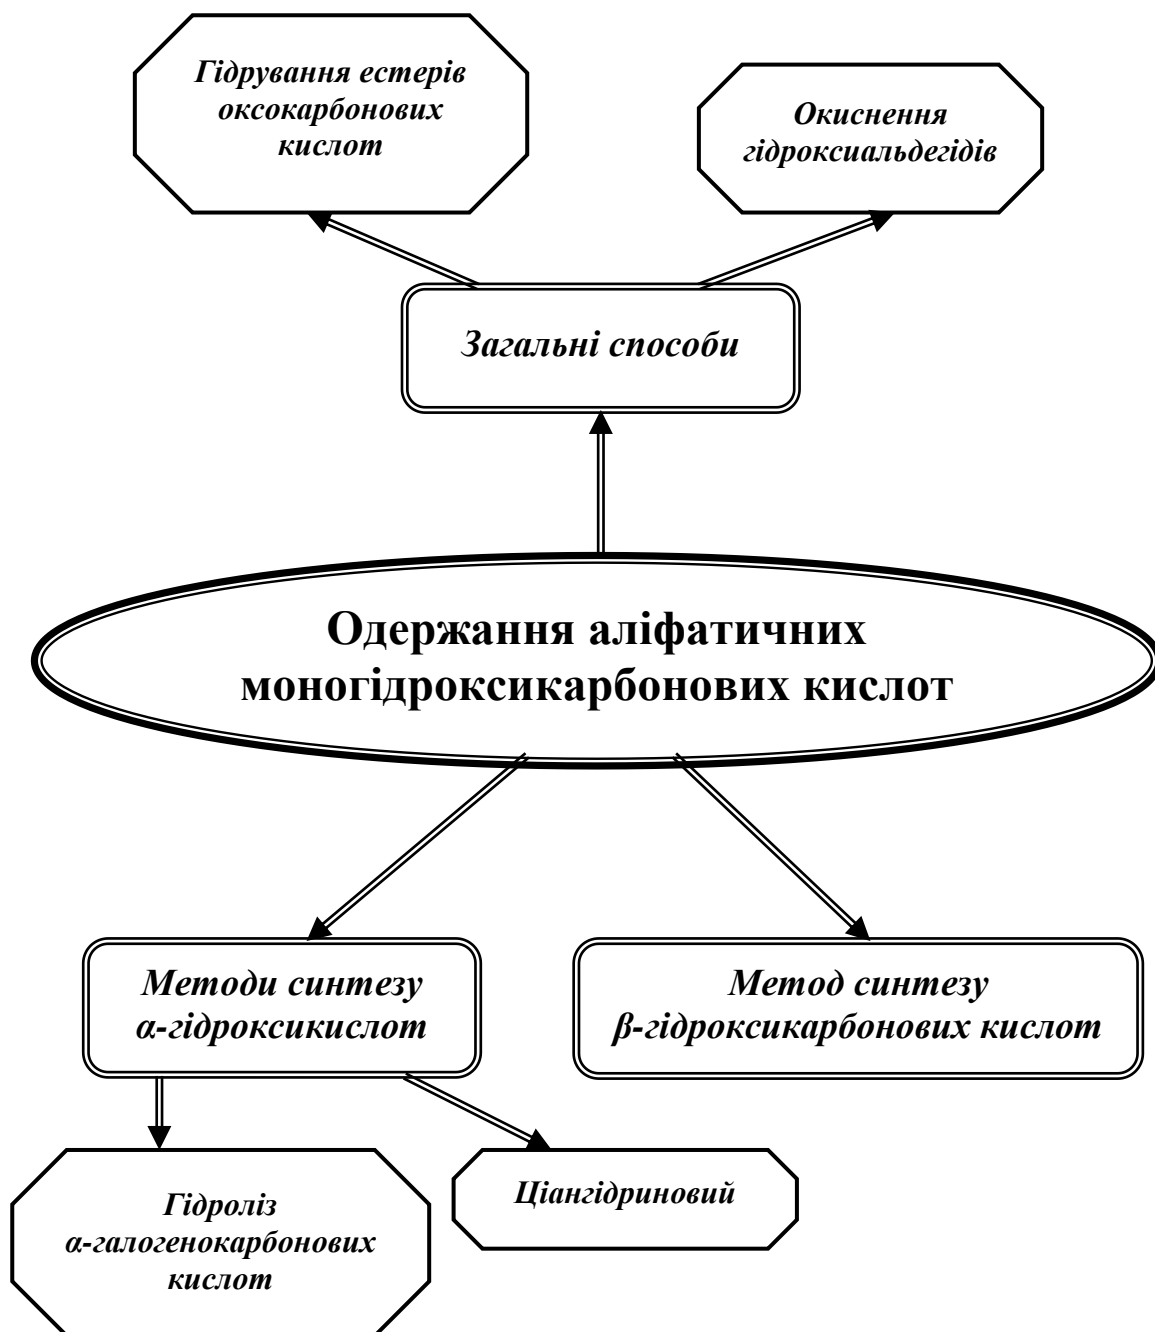 Гідрування естерів
оксокарбонових
кислот
Окиснення
гідроксиальдегідів
Загальні способи
Одержання аліфатичних
моногідроксикарбонових кислот
Методи синтезу
α-гідроксикислот
Метод синтезу
β-гідроксикарбонових кислот
Гідроліз
α-галогенокарбонових
кислот
Ціангідриновий